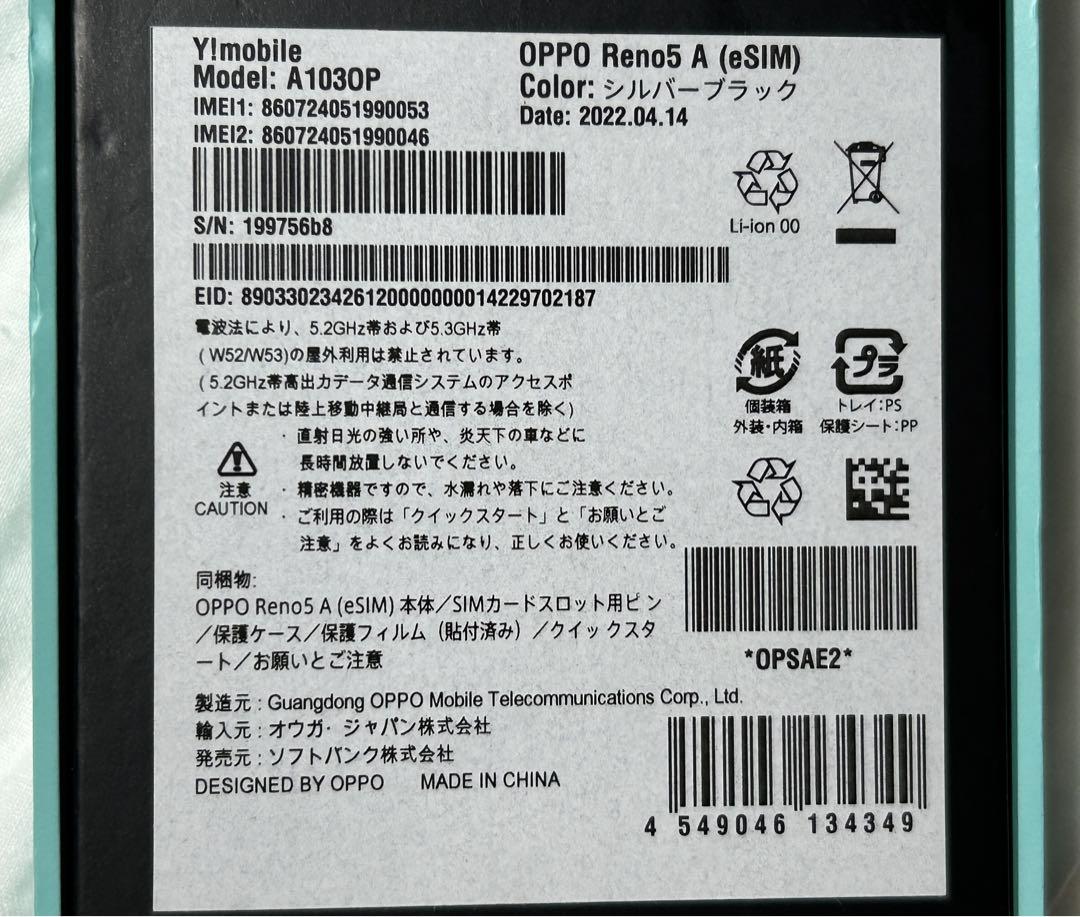 Y!mobile
Model: A103OP
IMEI1: 860724051990053
IMEI2: 860724051990046
OPPO Reno5 A (eSIM)
Color: シルバーブラック
Date: 2022.04.14
S/N: 199756b8
Li-ion 00
EID: 89033023426120000000014229702187
電波法により、5.2GHz帯および5.3GHz帯
( W52/W53)の屋外利用は禁止されています。
( 5.2GHz帯高出力データ通信システムのアクセスポ
イントまたは陸上移動中継局と通信する場合を除く)
注意
CAUTION
・ 直射日光の強い所や、炎天下の車などに
長時間放置しないでください。
・ 精密機器ですので、水濡れや落下にご注意ください。
・ ご利用の際は「クイックスタート」と「お願いとご
注意」をよくお読みになり、正しくお使いください。
紙
個装箱
外装・内箱
プラ
トレイ:PS
保護シート:PP
同梱物:
OPPO Reno5 A (eSIM) 本体／SIMカードスロット用ピン
／保護ケース／保護フィルム（貼付済み）／クイックスタ
ート／お願いとご注意
*OPSAE2*
製造元 : Guangdong OPPO Mobile Telecommunications Corp., Ltd.
輸入元 : オウガ・ジャパン株式会社
発売元 : ソフトバンク株式会社
DESIGNED BY OPPO MADE IN CHINA
4 549046 134349